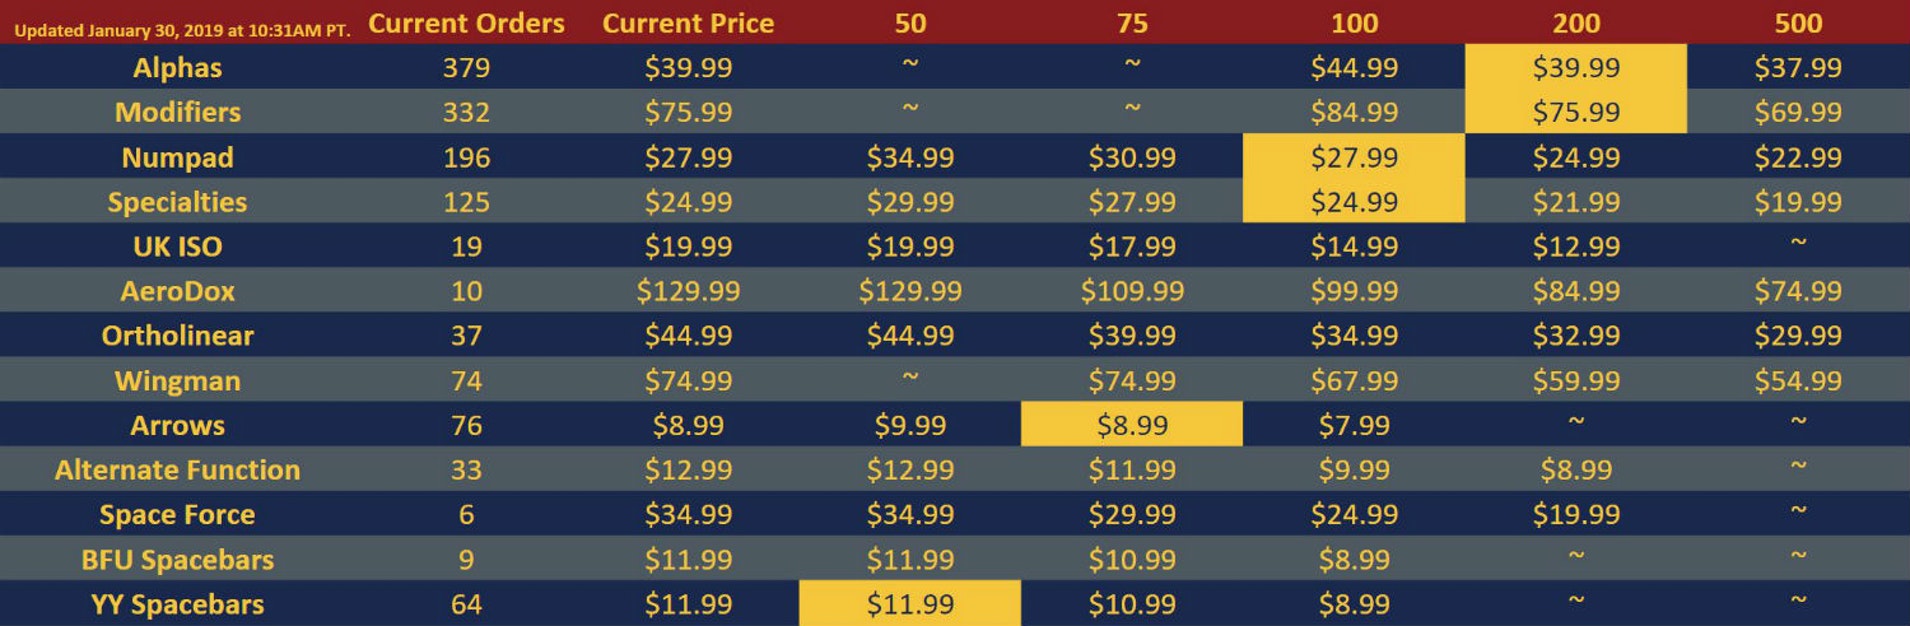 Updated January 30, 2019 at 10:31AM PT. Current Orders Current Price 50 75 100 200 500
Alphas 379 $39.99 ~ ~ $44.99 $39.99 $37.99
Modifiers 332 $75.99 ~ ~ $84.99 $75.99 $69.99
Numpad 196 $27.99 $34.99 $30.99 $27.99 $24.99 $22.99
Specialties 125 $24.99 $29.99 $27.99 $24.99 $21.99 $19.99
UK ISO 19 $19.99 $19.99 $17.99 $14.99 $12.99 ~
AeroDox 10 $129.99 $129.99 $109.99 $99.99 $84.99 $74.99
Ortholinear 37 $44.99 $44.99 $39.99 $34.99 $32.99 $29.99
Wingman 74 $74.99 ~ $74.99 $67.99 $59.99 $54.99
Arrows 76 $8.99 $9.99 $8.99 $7.99 ~ ~
Alternate Function 33 $12.99 $12.99 $11.99 $9.99 $8.99 ~
Space Force 6 $34.99 $34.99 $29.99 $24.99 $19.99 ~
BFU Spacebars 9 $11.99 $11.99 $10.99 $8.99 ~ ~
YY Spacebars 64 $11.99 $11.99 $10.99 $8.99 ~ ~